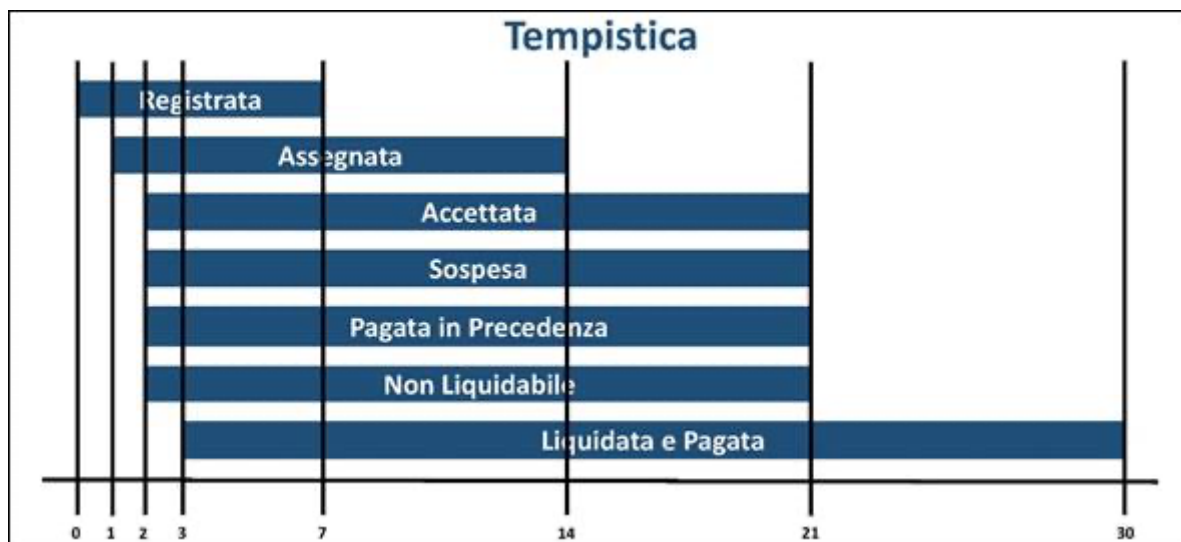 Tempistica
Registrata
Assegnata
Accettata
Sospesa
Pagata in Precedenza
Non Liquidabile
Liquidata e Pagata
0 1 2 3 7 14 21 30